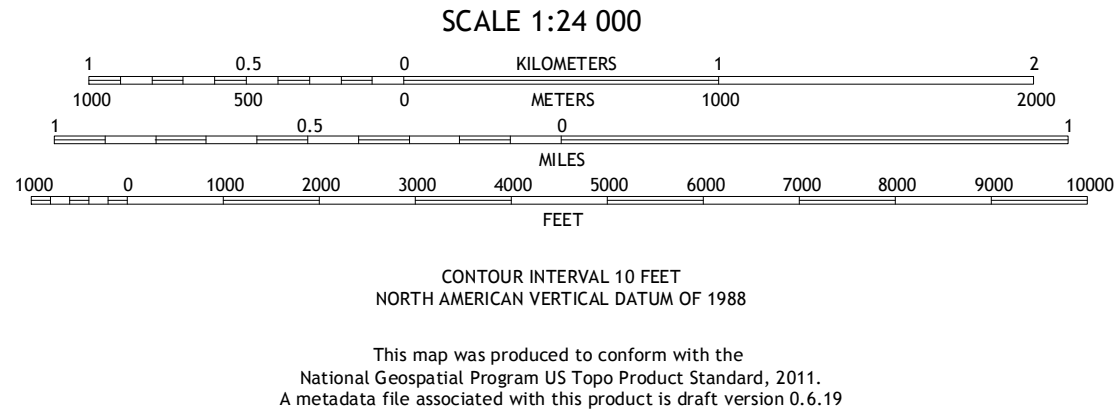 SCALE 1:24 000
1 0.5 0 KILOMETERS 1 2
1000 500 0 METERS 1000 2000
1 0.5 0 1
MILES
1000 0 1000 2000 3000 4000 5000 6000 7000 8000 9000 10000
FEET
CONTOUR INTERVAL 10 FEET
NORTH AMERICAN VERTICAL DATUM OF 1988
This map was produced to conform with the
National Geospatial Program US Topo Product Standard, 2011.
A metadata file associated with this product is draft version 0.6.19